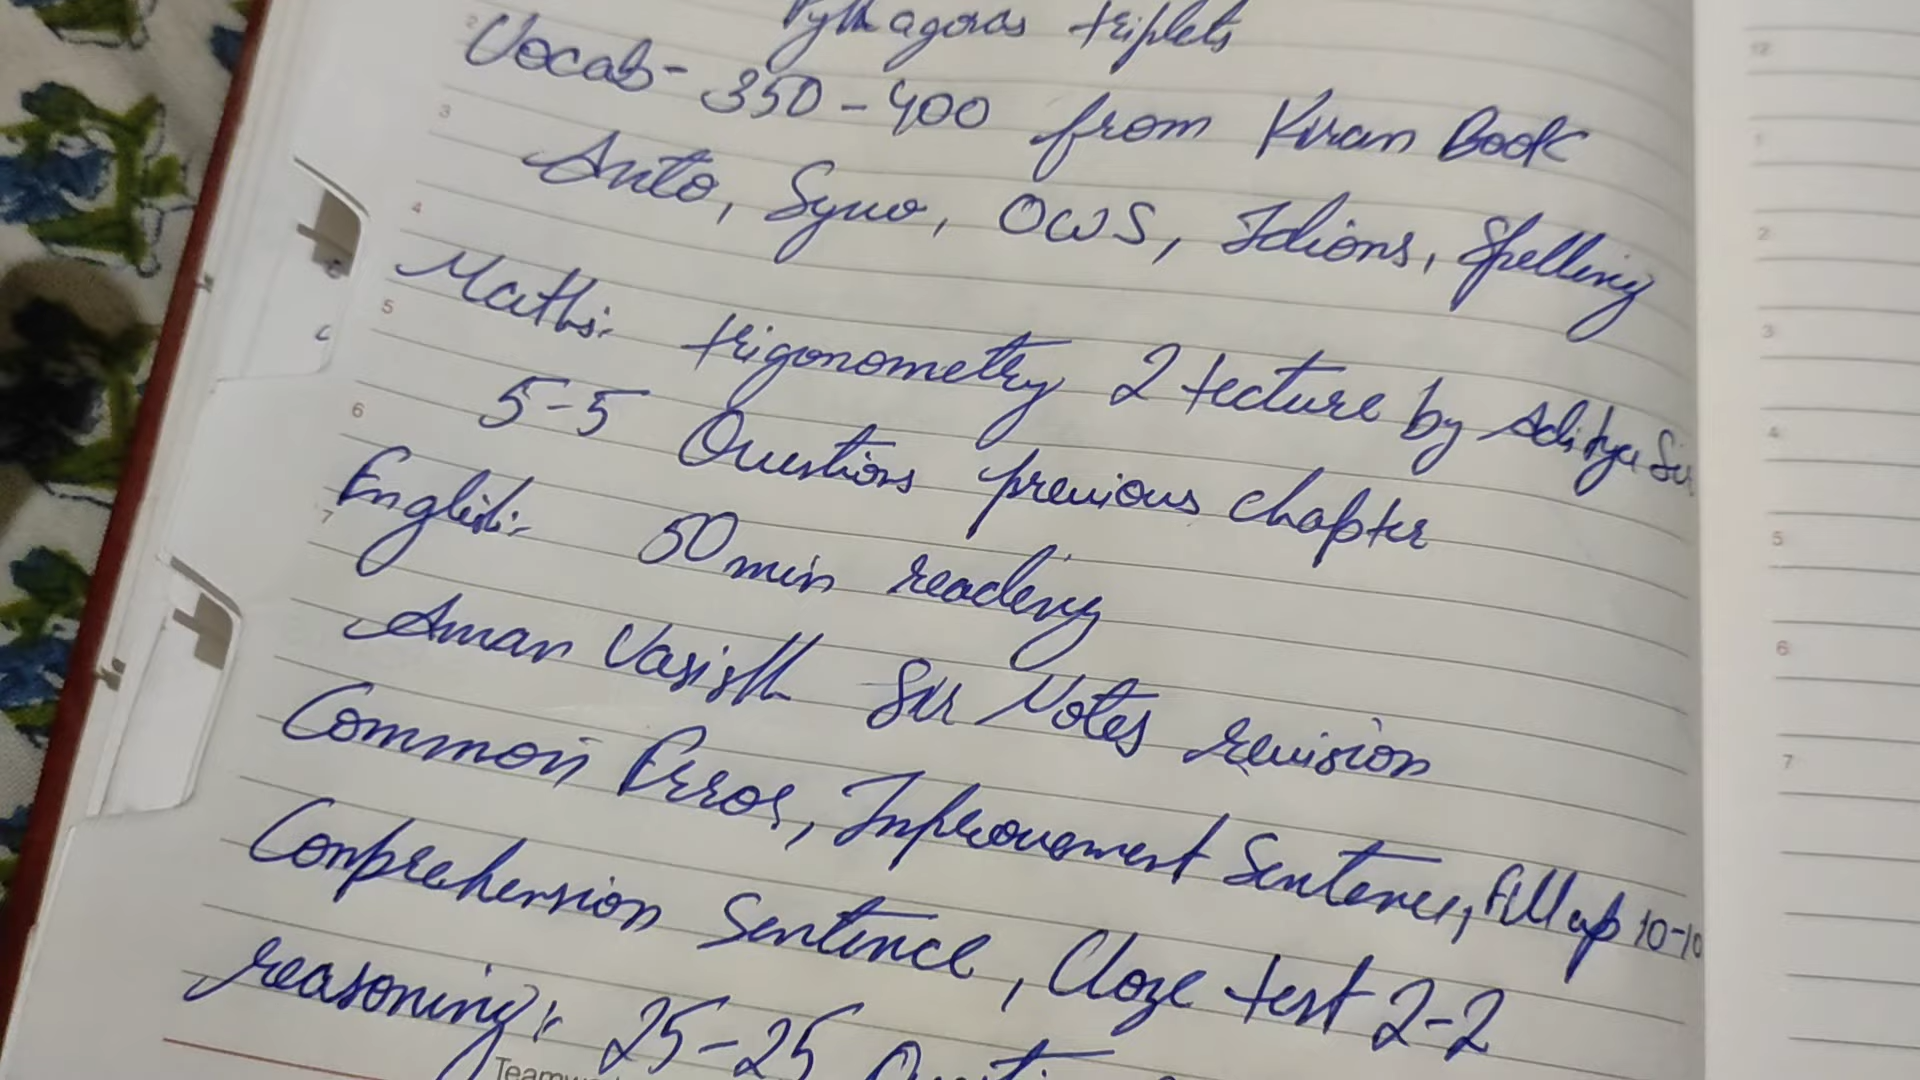 Pythagoras triplets
Vocab - 350-400 from Kiran Book
Anto, Syno, OWS, Idioms, Spelling
Maths:- trigonometry 2 lecture by Aditya Sir
5-5 Questions previous chapter
English:- 50 min reading
Aman Vasisth Sir Notes revision
Common Error, Improvement Sentence, fill up 10-10
Comprehension Sentence, Cloze test 2-2
reasoning:- 25-25